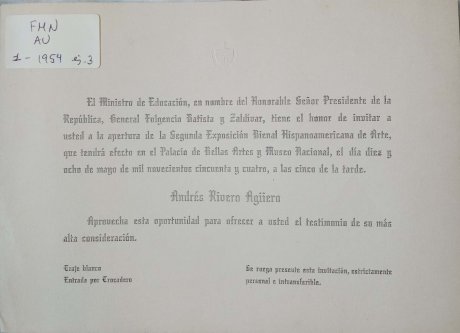 FMN
AU
1-1954 ej. 3
El Ministro de Educación, en nombre del Honorable Señor Presidente de la
República, General Fulgencio Batista y Zaldívar, tiene el honor de invitar a
usted a la apertura de la Segunda Exposición Bienal Hispanoamericana de Arte,
que tendrá efecto en el Palacio de Bellas Artes y Museo Nacional, el día diez y
ocho de mayo de mil novecientos cincuenta y cuatro, a las cinco de la tarde.
Andrés Rivero Agüero
Aprovecha esta oportunidad para ofrecer a usted el testimonio de su más
alta consideración.
Traje blanco
Entrada por Trocadero
Se ruega presente esta invitación, estrictamente
personal e intransferible.